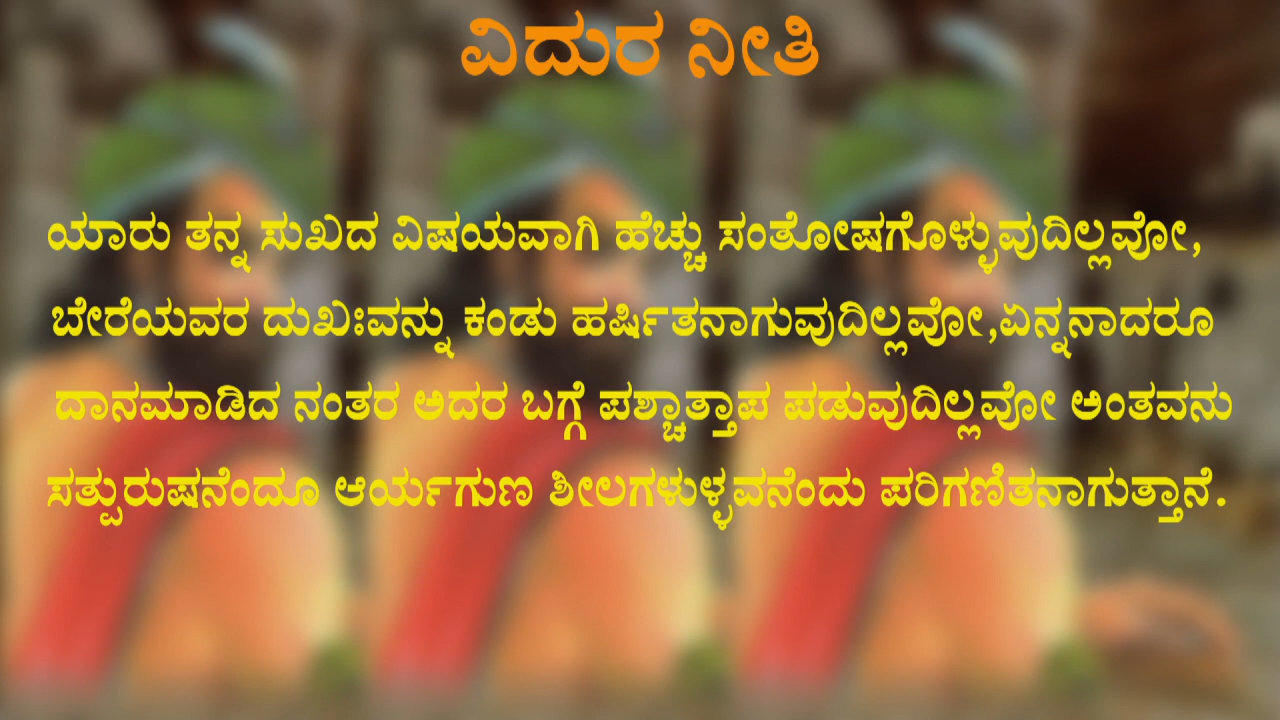 ವಿದುರ ನೀತಿ
ಯಾರು ತನ್ನ ಸುಖದ ವಿಷಯವಾಗಿ ಹೆಚ್ಚು ಸಂತೋಷಗೊಳ್ಳುವುದಿಲ್ಲವೋ,
ಬೇರೆಯವರ ದುಖಃವನ್ನು ಕಂಡು ಹರ್ಷಿತನಾಗುವುದಿಲ್ಲವೋ,ಏನ್ನನಾದರೂ
ದಾನಮಾಡಿದ ನಂತರ ಅದರ ಬಗ್ಗೆ ಪಶ್ಚಾತ್ತಾಪ ಪಡುವುದಿಲ್ಲವೋ ಅಂತವನು
ಸತ್ಪುರುಷನೆಂದೂ ಆರ್ಯಗುಣ ಶೀಲಗಳುಳ್ಳವನೆಂದು ಪರಿಗಣಿತನಾಗುತ್ತಾನೆ.